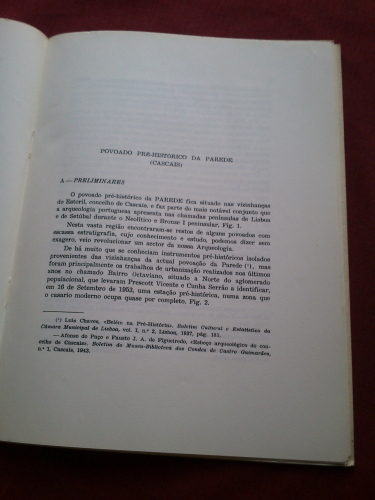 POVOADO PRÉ-HISTÓRICO DA PAREDE
(CASCAIS)
A — PRELIMINARES
O povoado pré-histórico da PAREDE fica situado nas vizinhanças
do Estoril, concelho de Cascais, e faz parte do mais notável conjunto que
a arqueologia portuguesa apresenta nas chamadas penínsulas de Lisboa
e de Setúbal durante o Neolítico e Bronze I peninsular, Fig. 1.
Nesta vasta região encontraram-se restos de alguns povoados com
escassa estratigrafia, cujo conhecimento e estudo, podemos dizer sem
exagero, veio revolucionar um sector da nossa Arqueologia.
De há muito que se conheciam instrumentos pré-históricos isolados
provenientes das vizinhanças da actual povoação da Parede (¹), mas
foram principalmente os trabalhos de urbanização realizados nos últimos
anos no chamado Bairro Octaviano, situado a Norte do aglomerado
populacional, que levaram Prescott Vicente e Cunha Serrão a identificar,
em 16 de Setembro de 1953, uma estação pré-histórica, numa zona que
o casario moderno ocupa quase por completo, Fig. 2.
(¹) Luís Chaves, «Belém na Pré-História». Boletim Cultural e Estatístico da
Câmara Municipal de Lisboa, vol. I, n.º 2, Lisboa, 1937, pág. 191.
— Afonso do Paço e Fausto J. A. de Figueiredo, «Esboço arqueológico do con-
celho de Cascais». Boletim do Museu-Biblioteca dos Condes de Castro Guimarães,
n.º 1, Cascais, 1943.